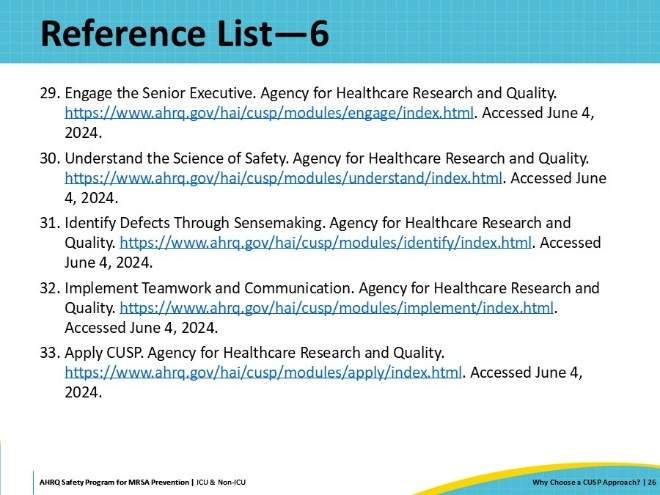 Reference List—6
29. Engage the Senior Executive. Agency for Healthcare Research and Quality.
https://www.ahrq.gov/hai/cusp/modules/engage/index.html. Accessed June 4,
2024.
30. Understand the Science of Safety. Agency for Healthcare Research and Quality.
https://www.ahrq.gov/hai/cusp/modules/understand/index.html. Accessed June
4, 2024.
31. Identify Defects Through Sensemaking. Agency for Healthcare Research and
Quality. https://www.ahrq.gov/hai/cusp/modules/identify/index.html. Accessed
June 4, 2024.
32. Implement Teamwork and Communication. Agency for Healthcare Research and
Quality. https://www.ahrq.gov/hai/cusp/modules/implement/index.html.
Accessed June 4, 2024.
33. Apply CUSP. Agency for Healthcare Research and Quality.
https://www.ahrq.gov/hai/cusp/modules/apply/index.html. Accessed June 4,
2024.
AHRQ Safety Program for MRSA Prevention | ICU & Non-ICU
Why Choose a CUSP Approach? | 26